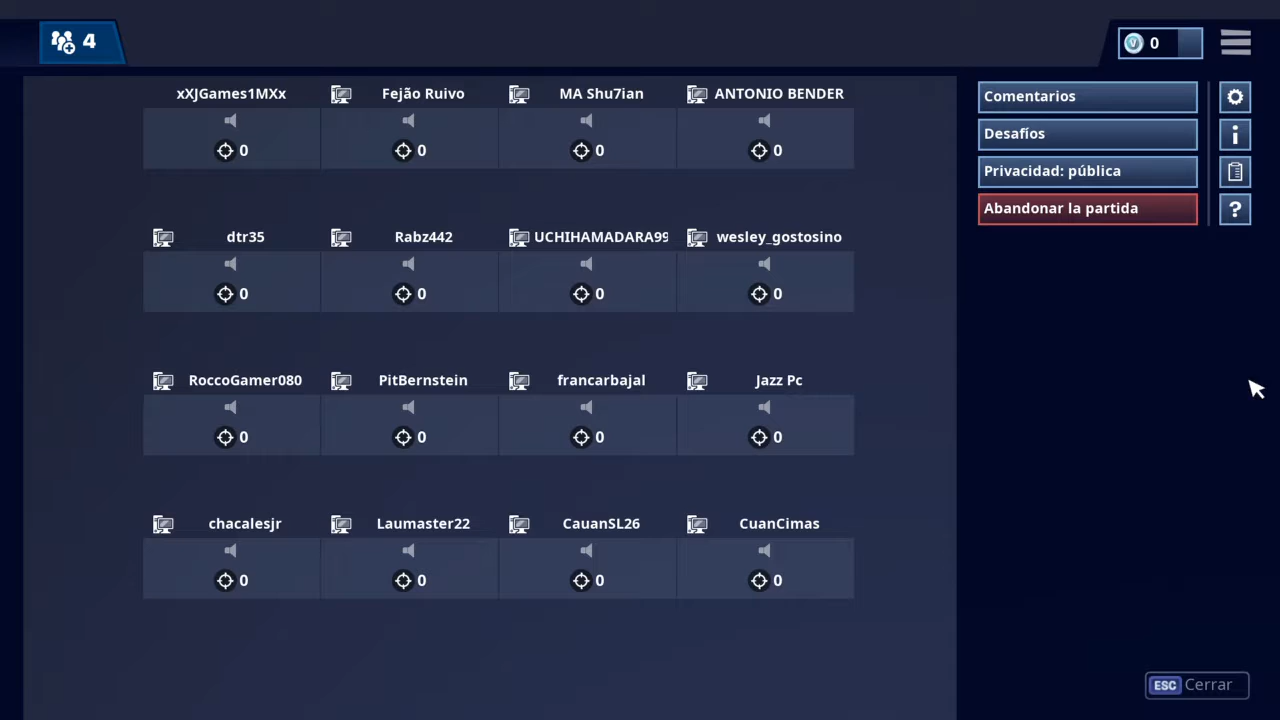 4
0
xXJGames1MXx Fejão Ruivo MA Shu7ian ANTONIO BENDER
0 0 0 0
dtr35 Rabz442 UCHIHAMADARA99 wesley_gostosino
0 0 0 0
RoccoGamer080 PitBernstein francarbajal Jazz Pc
0 0 0 0
chacalesjr Laumaster22 CauanSL26 CuanCimas
0 0 0 0
Comentarios
Desafíos
Privacidad: pública
Abandonar la partida
ESC Cerrar